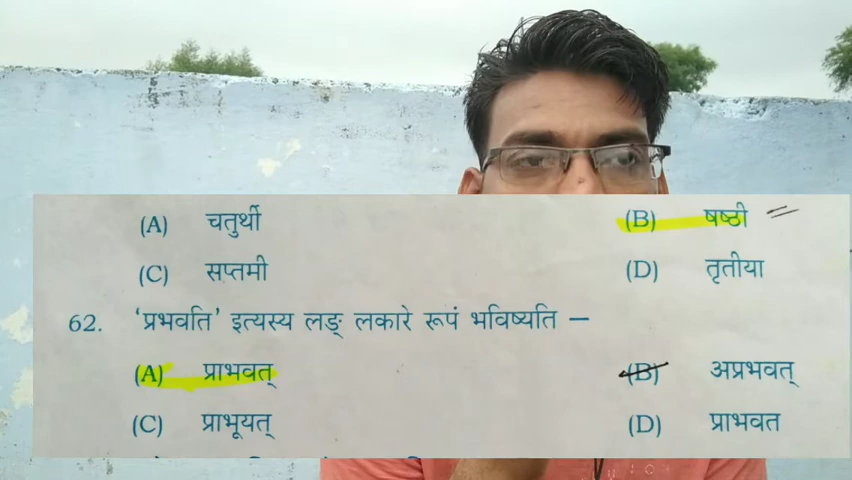 (A) चतुर्थी (B) षष्ठी
(C) सप्तमी (D) तृतीया
62. 'प्रभवति' इत्यस्य लङ् लकारे रूपं भविष्यति –
(A) प्राभवत् (B) अप्रभवत्
(C) प्राभूयत् (D) प्राभवत